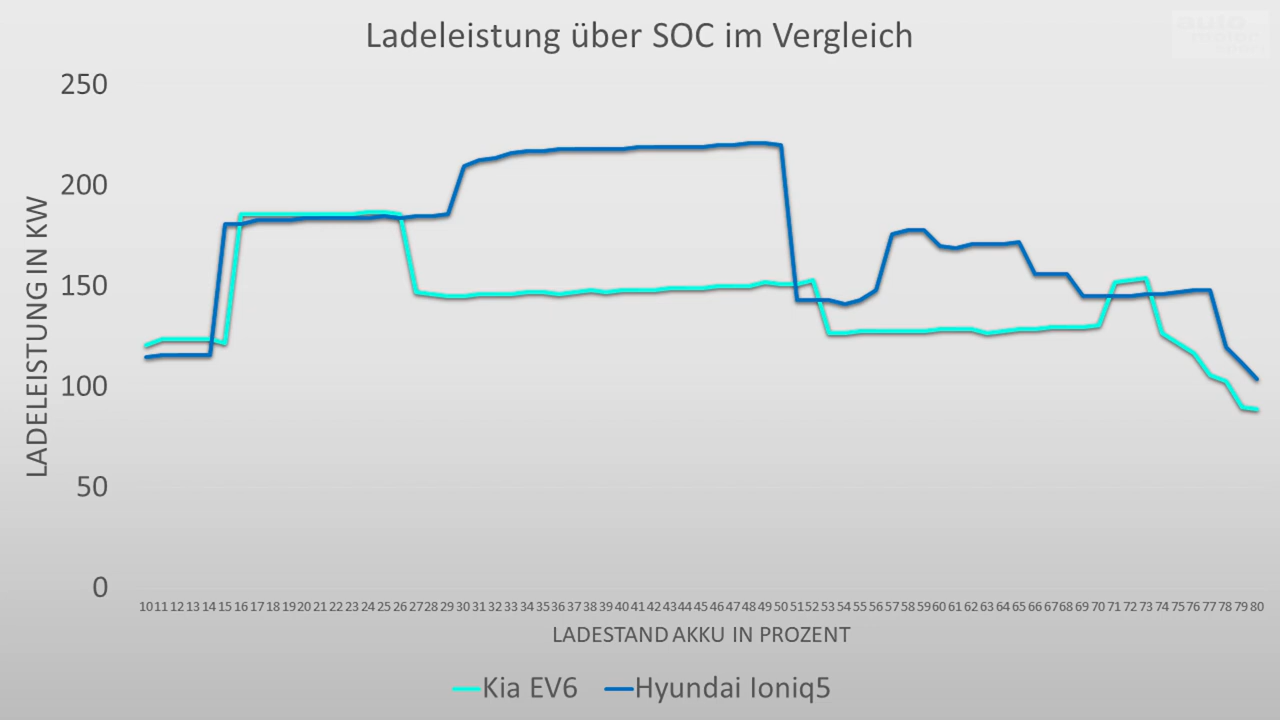 Ladeleistung über SOC im Vergleich
250
200
150
100
50
0
LADELEISTUNG IN KW
10 11 12 13 14 15 16 17 18 19 20 21 22 23 24 25 26 27 28 29 30 31 32 33 34 35 36 37 38 39 40 41 42 43 44 45 46 47 48 49 50 51 52 53 54 55 56 57 58 59 60 61 62 63 64 65 66 67 68 69 70 71 72 73 74 75 76 77 78 79 80
LADESTAND AKKU IN PROZENT
Kia EV6 Hyundai Ioniq5